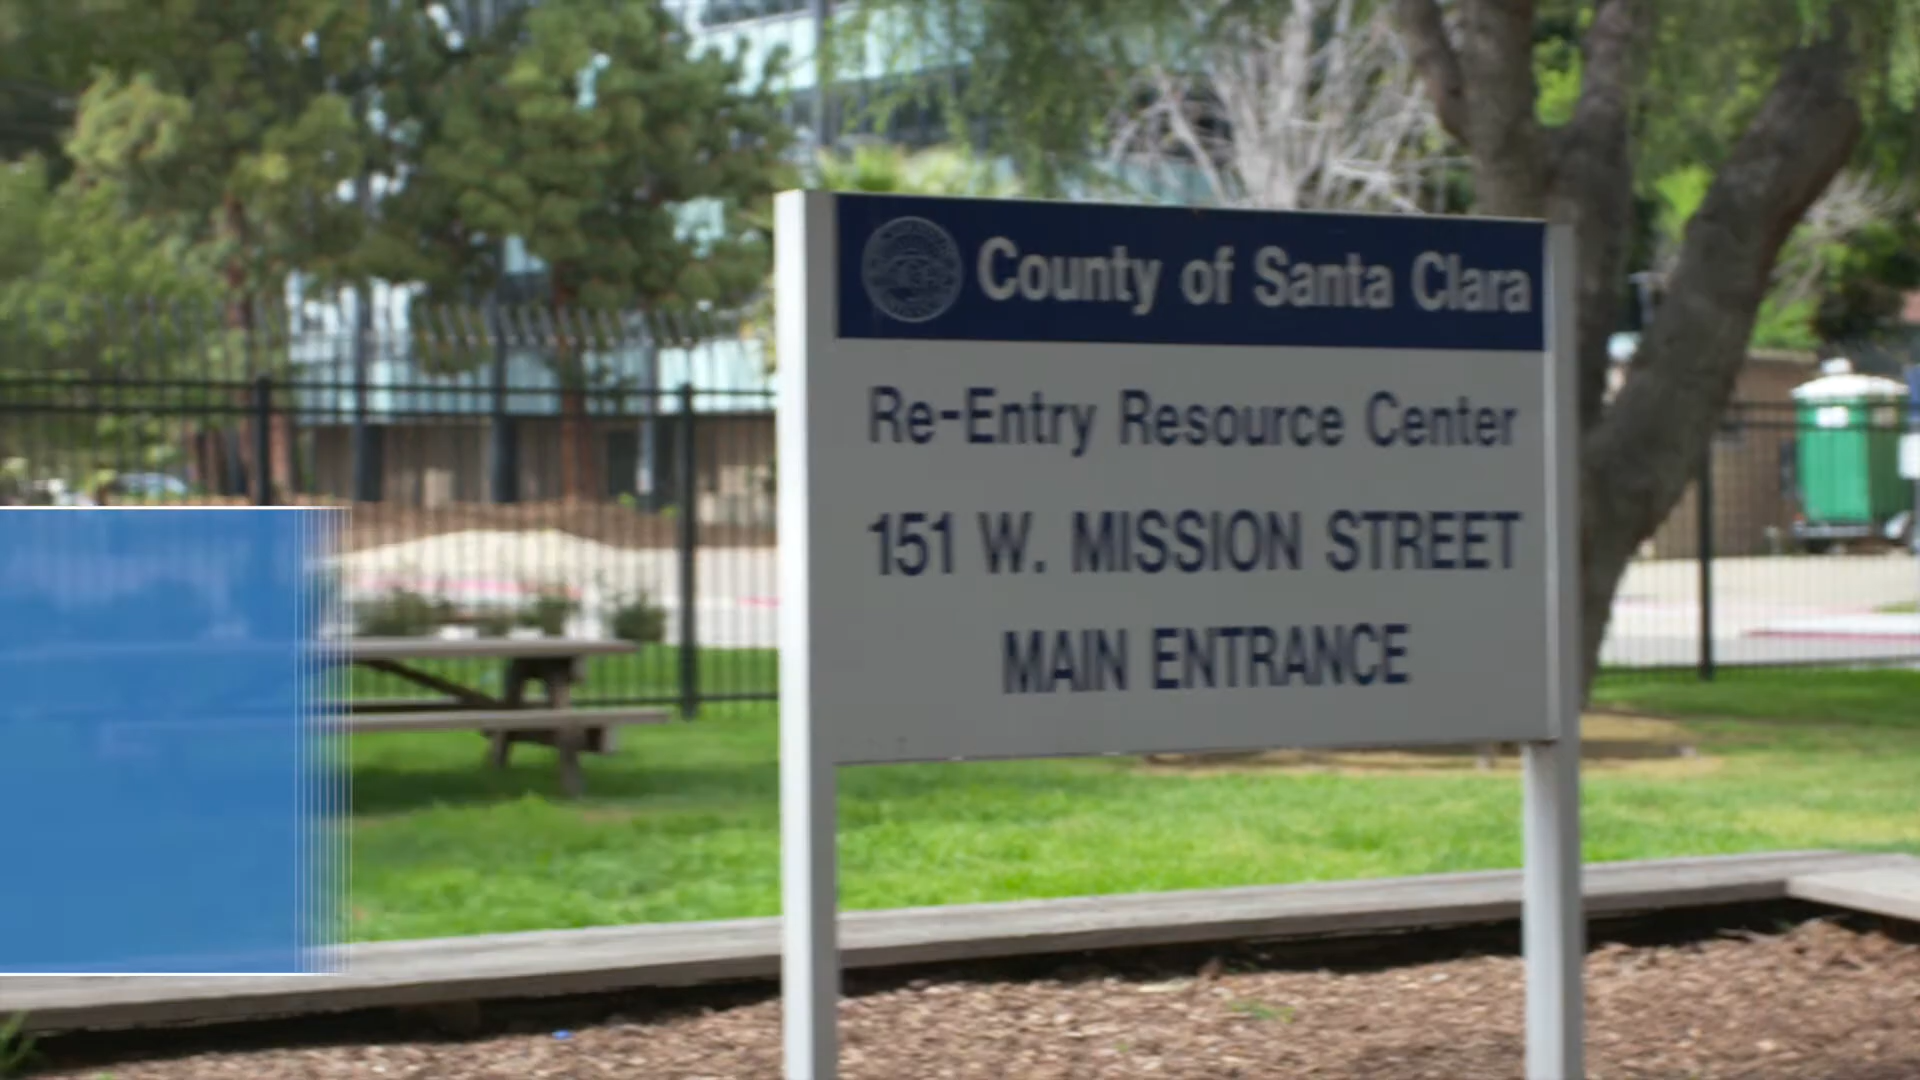 County of Santa Clara
Re-Entry Resource Center
151 W. MISSION STREET
MAIN ENTRANCE